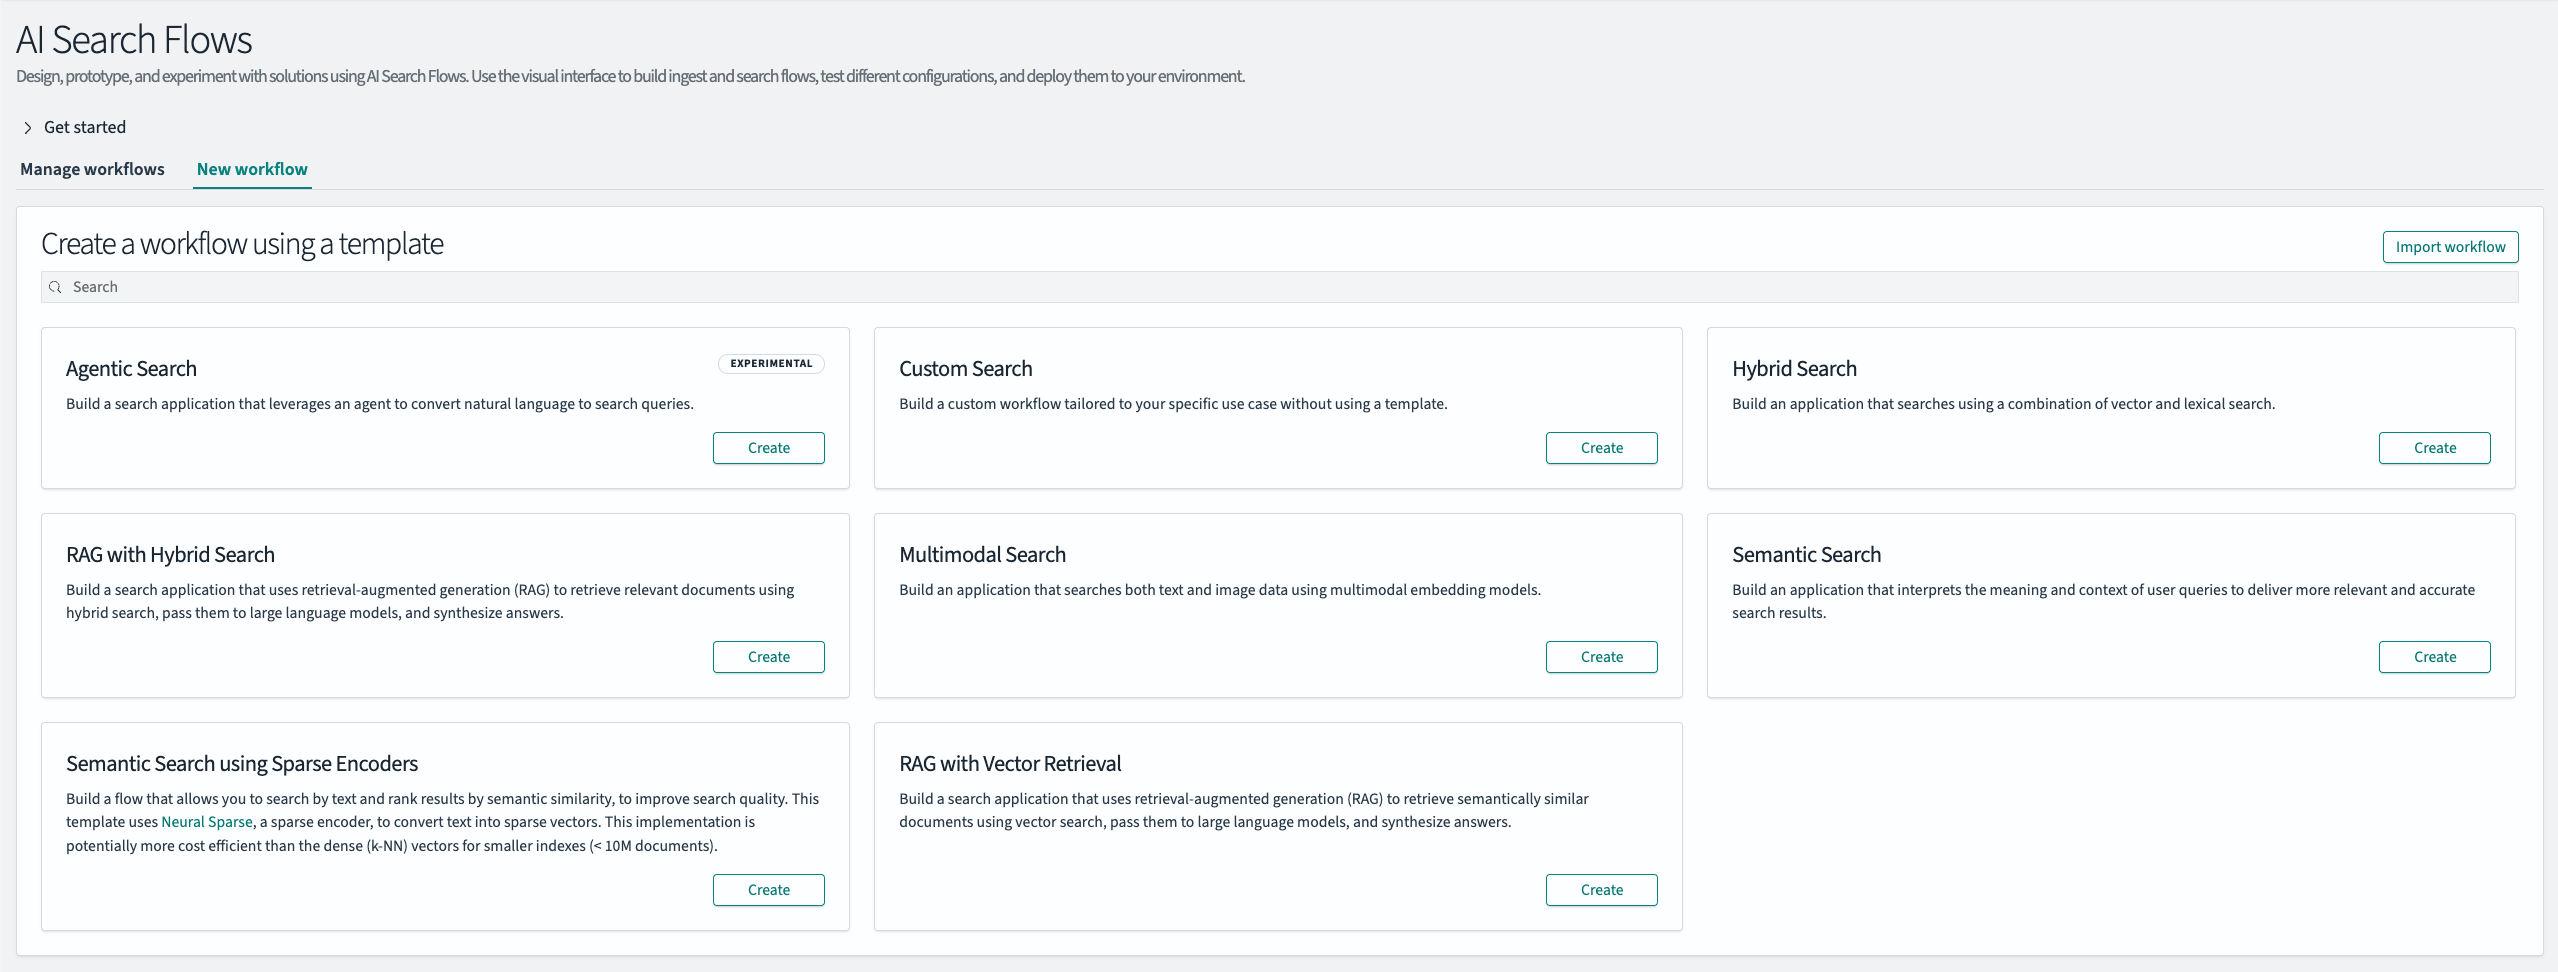 AI Search Flows
Design, prototype, and experiment with solutions using AI Search Flows. Use the visual interface to build ingest and search flows, test different configurations, and deploy them to your environment.
Get started
Manage workflows
New workflow
Create a workflow using a template
Import workflow
Search
Agentic Search
EXPERIMENTAL
Build a search application that leverages an agent to convert natural language to search queries.
Create
Custom Search
Build a custom workflow tailored to your specific use case without using a template.
Create
Hybrid Search
Build an application that searches using a combination of vector and lexical search.
Create
RAG with Hybrid Search
Build a search application that uses retrieval-augmented generation (RAG) to retrieve relevant documents using
hybrid search, pass them to large language models, and synthesize answers.
Create
Multimodal Search
Build an application that searches both text and image data using multimodal embedding models.
Create
Semantic Search
Build an application that interprets the meaning and context of user queries to deliver more relevant and accurate
search results.
Create
Semantic Search using Sparse Encoders
Build a flow that allows you to search by text and rank results by semantic similarity, to improve search quality. This
template uses Neural Sparse, a sparse encoder, to convert text into sparse vectors. This implementation is
potentially more cost efficient than the dense (k-NN) vectors for smaller indexes (< 10M documents).
Create
RAG with Vector Retrieval
Build a search application that uses retrieval-augmented generation (RAG) to retrieve semantically similar
documents using vector search, pass them to large language models, and synthesize answers.
Create